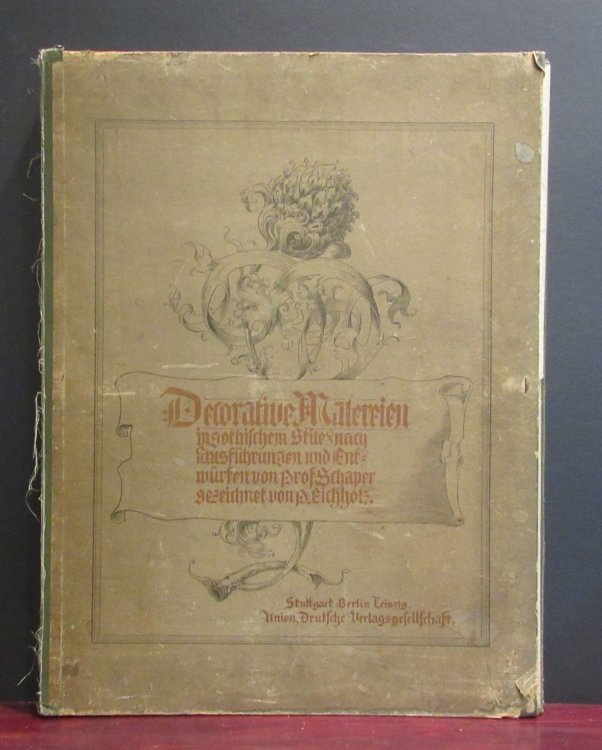 Decorative Malereien
in gothischem Stile nach
Ausführungen und Ent=
würfen von Prof. Schaper
gezeichnet von P. Eichholz.
Stuttgart Berlin Leipzig.
Union Deutsche Verlagsgesellschaft.